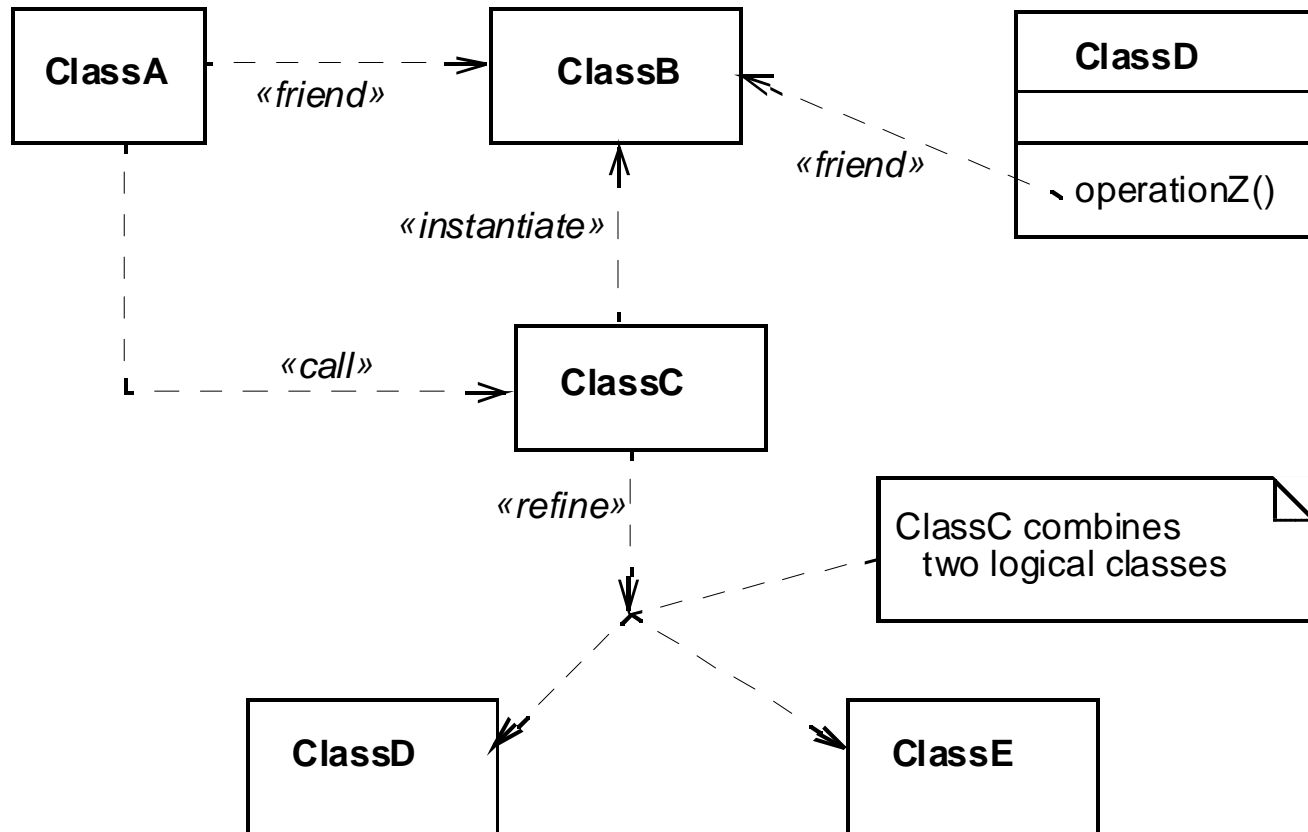 ClassA
«friend»
ClassB
ClassD
«friend»
operationZ()
«instantiate»
«call»
ClassC
«refine»
ClassC combines
two logical classes
ClassD
ClassE